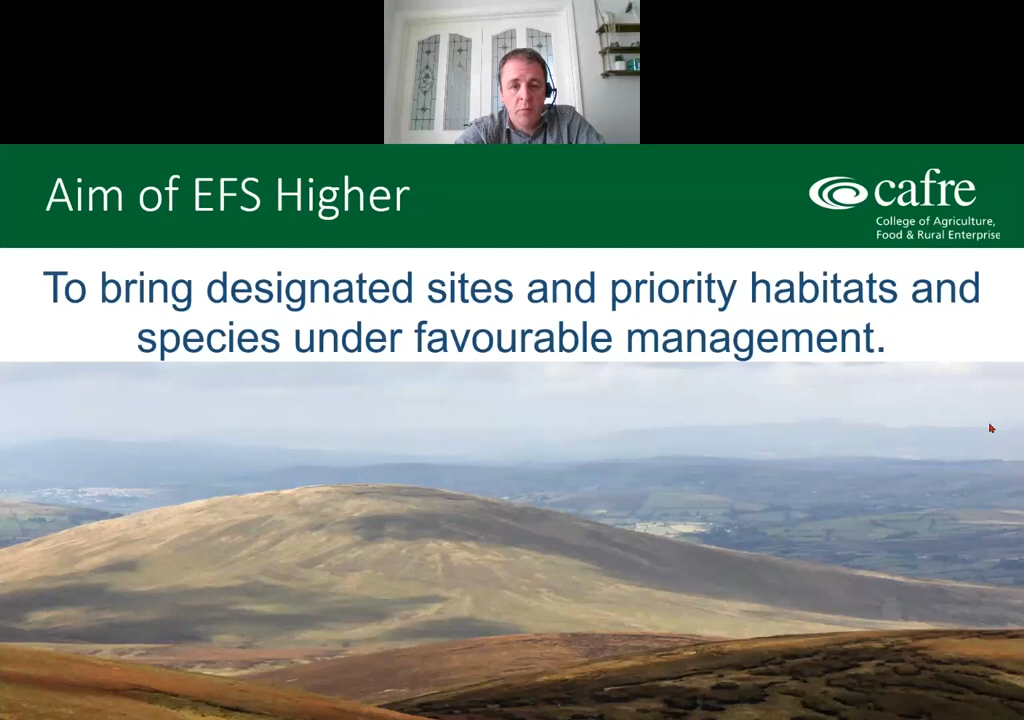 Aim of EFS Higher
cafre
College of Agriculture,
Food & Rural Enterprise
To bring designated sites and priority habitats and
species under favourable management.